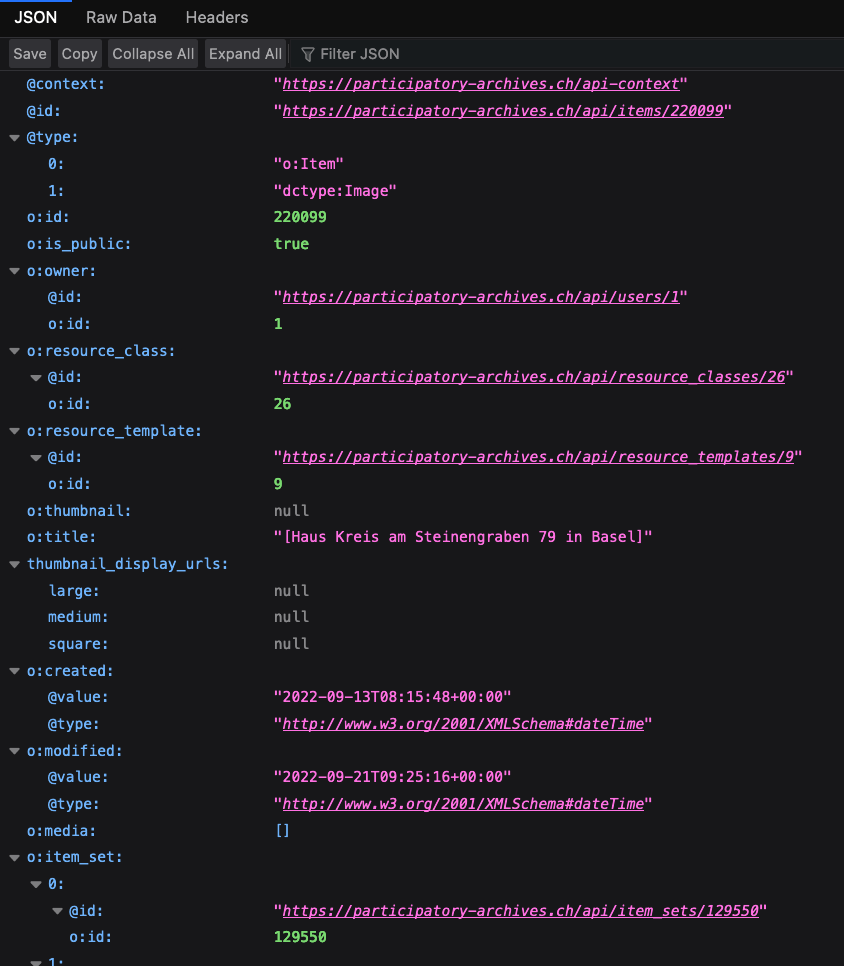 JSON Raw Data Headers
Save Copy Collapse All Expand All Filter JSON
@context: "https://participatory-archives.ch/api-context"
@id: "https://participatory-archives.ch/api/items/220099"
@type:
0: "o:Item"
1: "dctype:Image"
o:id: 220099
o:is_public: true
o:owner:
@id: "https://participatory-archives.ch/api/users/1"
o:id: 1
o:resource_class:
@id: "https://participatory-archives.ch/api/resource_classes/26"
o:id: 26
o:resource_template:
@id: "https://participatory-archives.ch/api/resource_templates/9"
o:id: 9
o:thumbnail: null
o:title: "[Haus Kreis am Steinengraben 79 in Basel]"
thumbnail_display_urls:
large: null
medium: null
square: null
o:created:
@value: "2022-09-13T08:15:48+00:00"
@type: "http://www.w3.org/2001/XMLSchema#dateTime"
o:modified:
@value: "2022-09-21T09:25:16+00:00"
@type: "http://www.w3.org/2001/XMLSchema#dateTime"
o:media: []
o:item_set:
0:
@id: "https://participatory-archives.ch/api/item_sets/129550"
o:id: 129550
1: